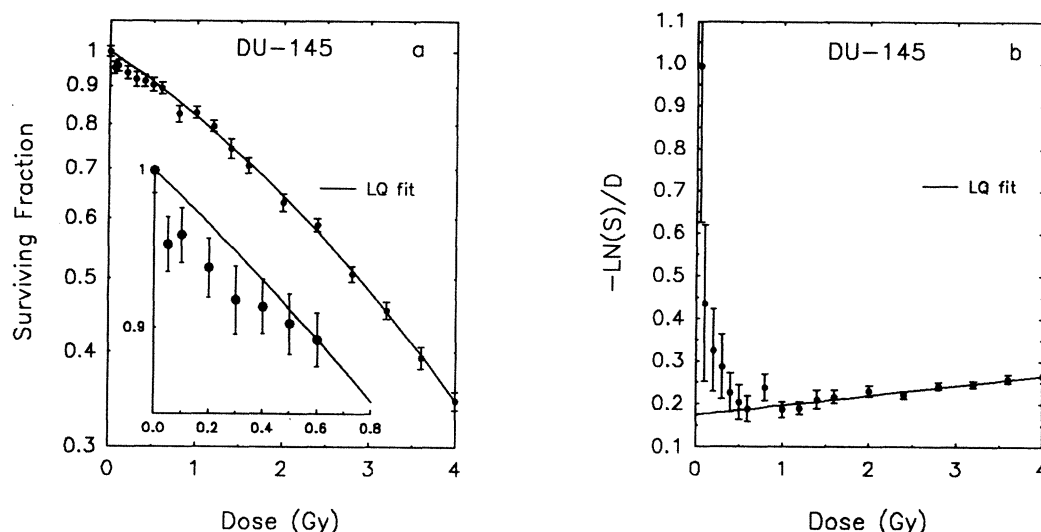 DU-145
a
1
0.9
0.8
0.7
0.6
0.5
0.4
0.3
Surviving Fraction
LQ fit
1
0.9
0.0 0.2 0.4 0.6 0.8
0 1 2 3 4
Dose (Gy)
DU-145
b
1.1
1.0
0.9
0.8
0.7
0.6
0.5
0.4
0.3
0.2
0.1
-LN(S)/D
LQ fit
0 1 2 3 4
Dose (Gy)